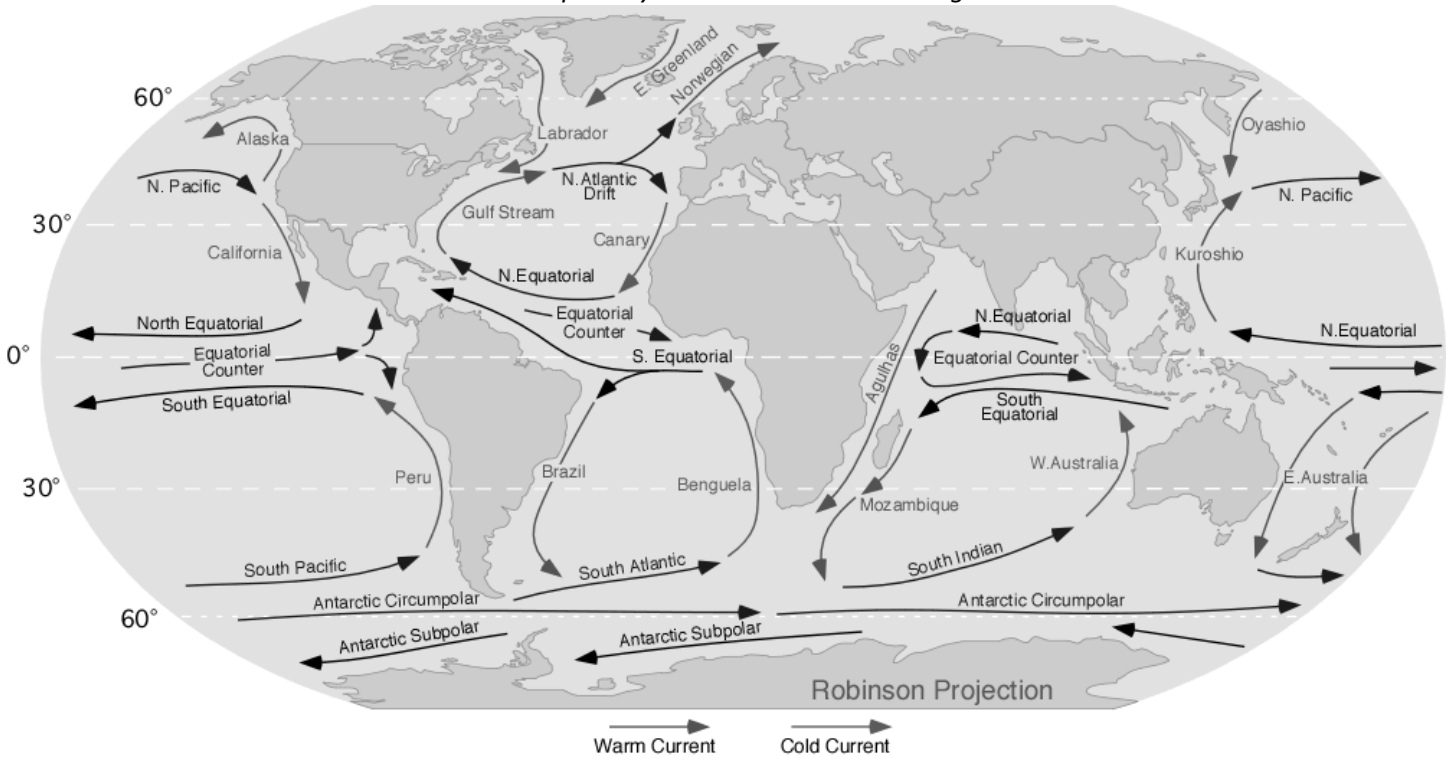 60°
30°
0°
30°
60°
E. Greenland
Norwegian
Labrador
Alaska
Oyashio
N. Pacific
N.Atlantic
Drift
N. Pacific
Gulf Stream
California
Canary
Kuroshio
N.Equatorial
North Equatorial
Equatorial
Counter
N.Equatorial
N.Equatorial
Equatorial
Counter
S. Equatorial
Agulhas
Equatorial Counter
South Equatorial
South
Equatorial
Peru
Brazil
Benguela
W.Australia
E.Australia
Mozambique
South Pacific
South Atlantic
South Indian
Antarctic Circumpolar
Antarctic Circumpolar
Antarctic Subpolar
Antarctic Subpolar
Robinson Projection
Warm Current
Cold Current